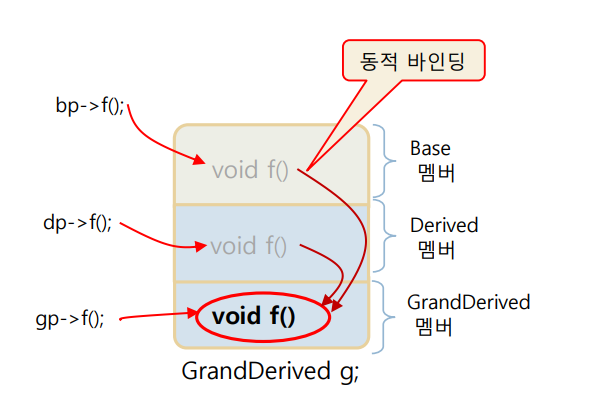 동적 바인딩
bp->f();
void f()
Base
멤버
dp->f();
void f()
Derived
멤버
gp->f();
void f()
GrandDerived
멤버
GrandDerived g;